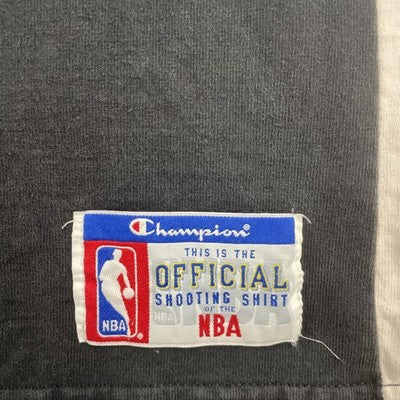 Champion
THIS IS THE
OFFICIAL
SHOOTING SHIRT
OF THE
NBA
NBA